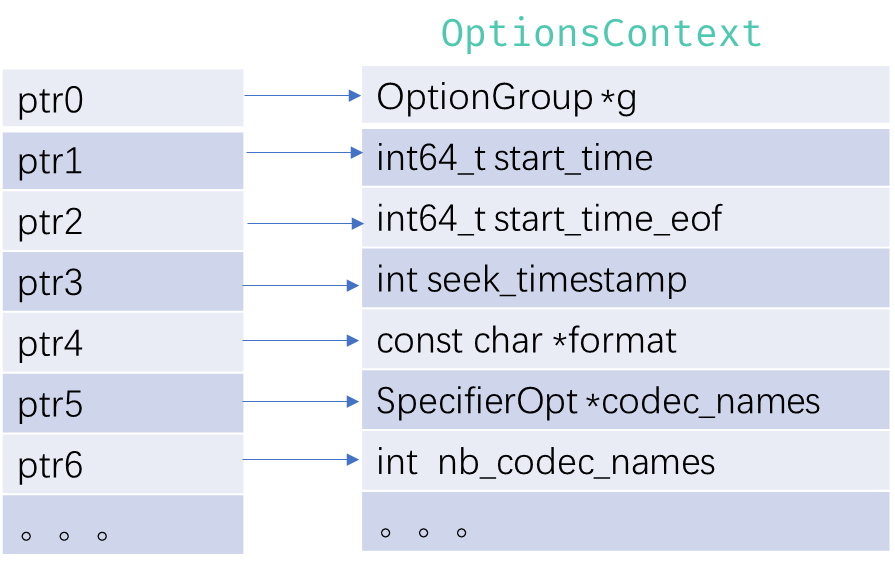 OptionsContext
ptr0 OptionGroup *g
ptr1 int64_t start_time
ptr2 int64_t start_time_eof
ptr3 int seek_timestamp
ptr4 const char *format
ptr5 SpecifierOpt *codec_names
ptr6 int nb_codec_names
。。。 。。。